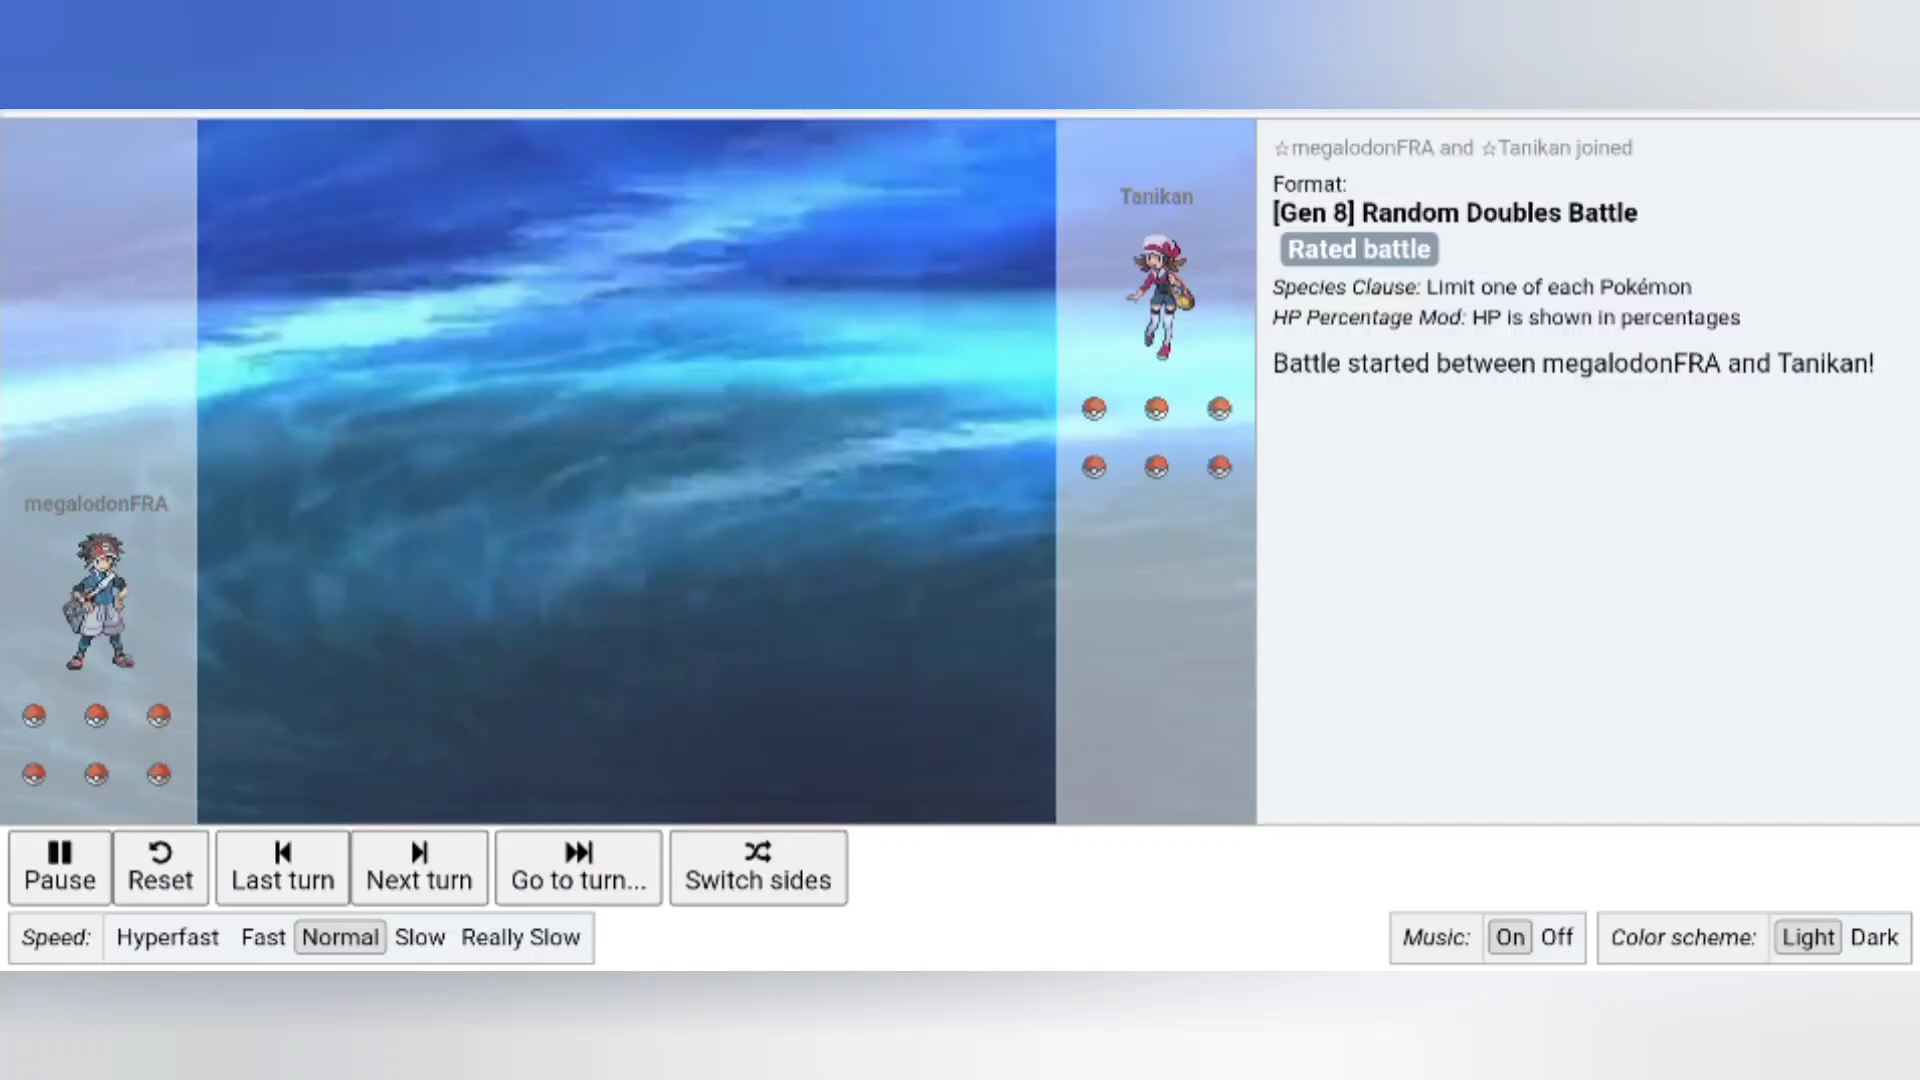 ☆megalodonFRA and ☆Tanikan joined
Format:
[Gen 8] Random Doubles Battle
Rated battle
Species Clause: Limit one of each Pokémon
HP Percentage Mod: HP is shown in percentages
Battle started between megalodonFRA and Tanikan!
Tanikan
megalodonFRA
Pause Reset Last turn Next turn Go to turn... Switch sides
Speed: Hyperfast Fast Normal Slow Really Slow Music: On Off Color scheme: Light Dark